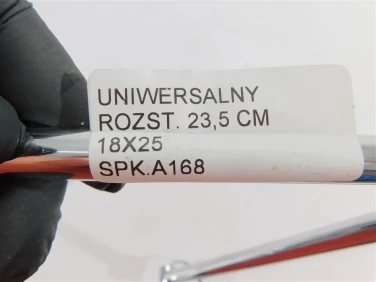 UNIWERSALNY
ROZST. 23,5 CM
18X25
SPK.A168